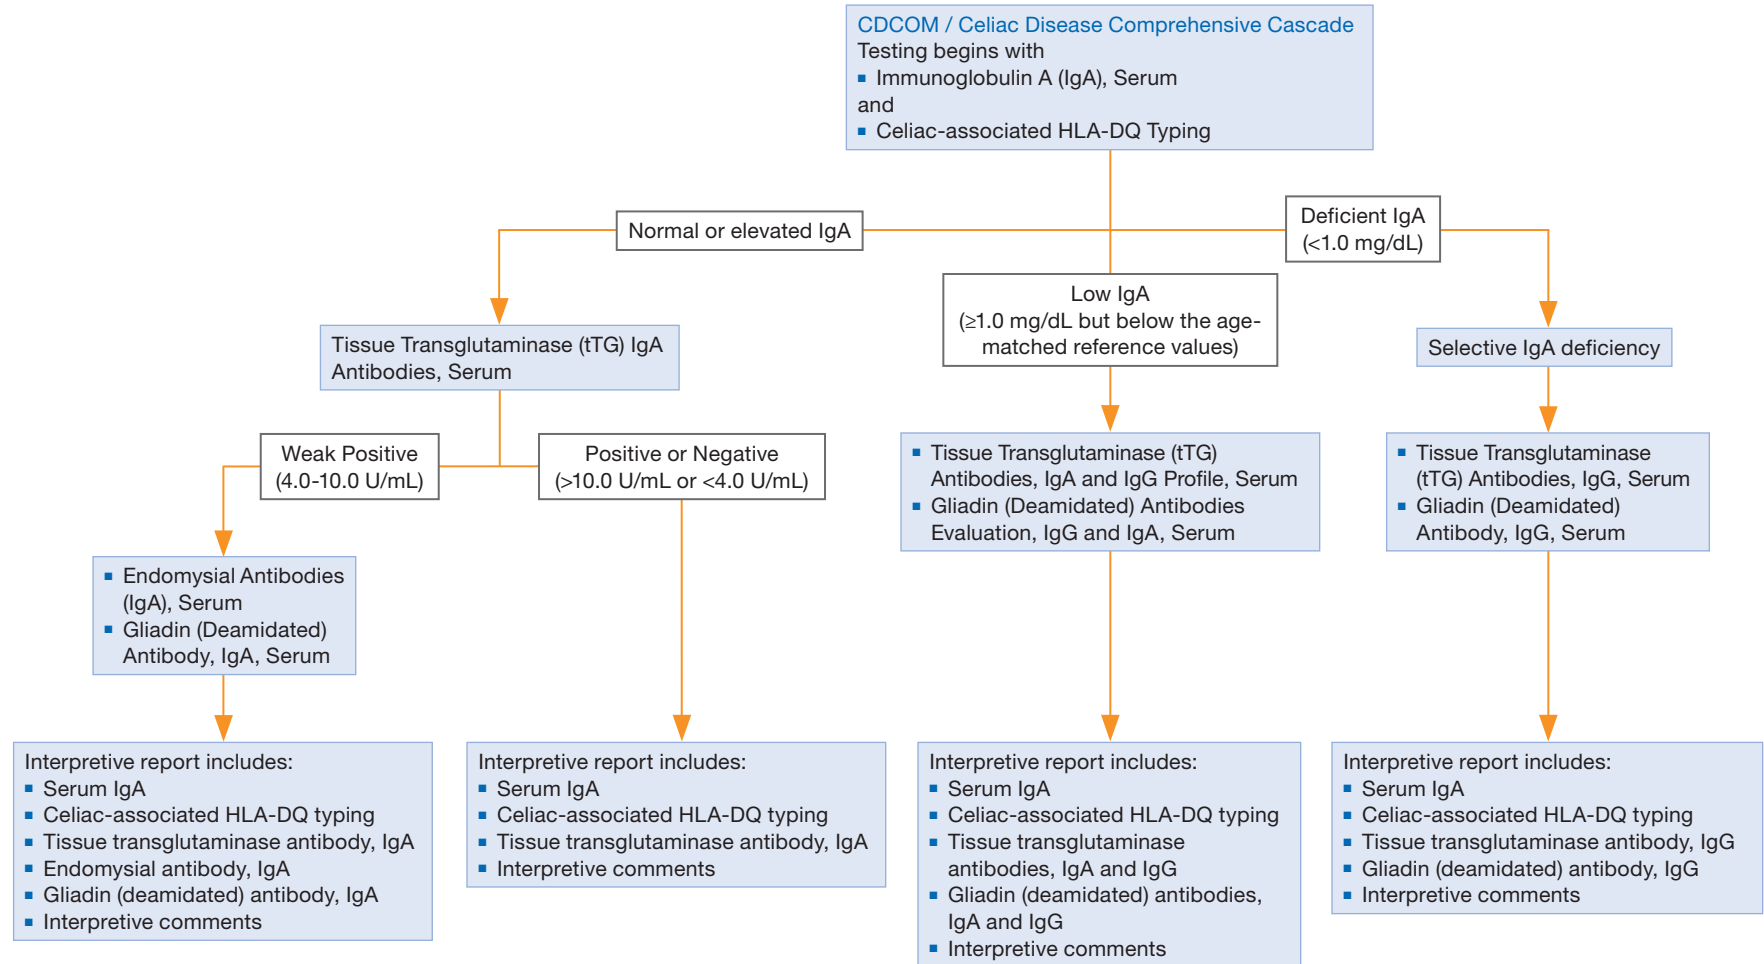 CDCOM / Celiac Disease Comprehensive Cascade
Testing begins with
▪ Immunoglobulin A (IgA), Serum
and
▪ Celiac-associated HLA-DQ Typing
Normal or elevated IgA
Deficient IgA
(<1.0 mg/dL)
Low IgA
(≥1.0 mg/dL but below the age-
matched reference values)
Tissue Transglutaminase (tTG) IgA
Antibodies, Serum
Selective IgA deficiency
Weak Positive
(4.0-10.0 U/mL)
Positive or Negative
(>10.0 U/mL or <4.0 U/mL)
▪ Tissue Transglutaminase (tTG)
Antibodies, IgA and IgG Profile, Serum
▪ Gliadin (Deamidated) Antibodies
Evaluation, IgG and IgA, Serum
▪ Tissue Transglutaminase
(tTG) Antibodies, IgG, Serum
▪ Gliadin (Deamidated)
Antibody, IgG, Serum
▪ Endomysial Antibodies
(IgA), Serum
▪ Gliadin (Deamidated)
Antibody, IgA, Serum
Interpretive report includes:
▪ Serum IgA
▪ Celiac-associated HLA-DQ typing
▪ Tissue transglutaminase antibody, IgA
▪ Endomysial antibody, IgA
▪ Gliadin (deamidated) antibody, IgA
▪ Interpretive comments
Interpretive report includes:
▪ Serum IgA
▪ Celiac-associated HLA-DQ typing
▪ Tissue transglutaminase antibody, IgA
▪ Interpretive comments
Interpretive report includes:
▪ Serum IgA
▪ Celiac-associated HLA-DQ typing
▪ Tissue transglutaminase
antibodies, IgA and IgG
▪ Gliadin (deamidated) antibodies,
IgA and IgG
▪ Interpretive comments
Interpretive report includes:
▪ Serum IgA
▪ Celiac-associated HLA-DQ typing
▪ Tissue transglutaminase antibody, IgG
▪ Gliadin (deamidated) antibody, IgG
▪ Interpretive comments